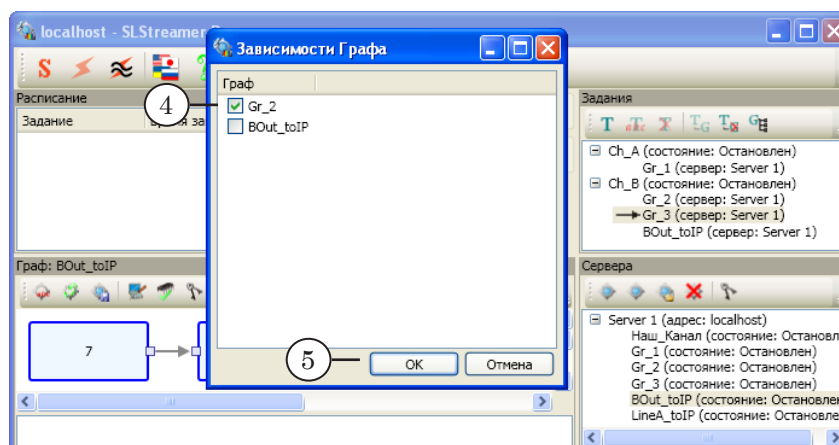 localhost - SLStreamer
Зависимости Графа
Расписание
Задание
Граф
4
Gr_2
BOut_toIP
Задания
Ch_A (состояние: Остановлен)
Gr_1 (сервер: Server 1)
Ch_B (состояние: Остановлен)
Gr_2 (сервер: Server 1)
Gr_3 (сервер: Server 1)
BOut_toIP (сервер: Server 1)
Граф: BOut_toIP
7
5
OK
Отмена
Сервера
Server 1 (адрес: localhost)
Наш_Канал (состояние: Остановл
Gr_1 (состояние: Остановлен)
Gr_2 (состояние: Остановлен)
Gr_3 (состояние: Остановлен)
BOut_toIP (состояние: Остановлен
LineA_toIP (состояние: Остановле